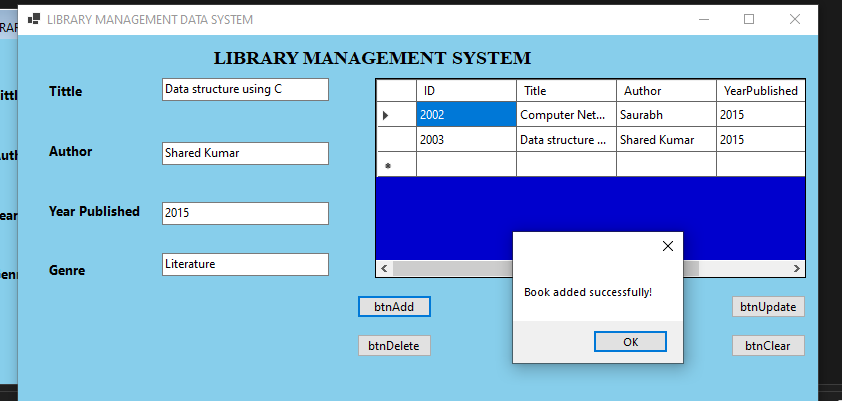 LIBRARY MANAGEMENT DATA SYSTEM
LIBRARY MANAGEMENT SYSTEM
Tittle
Data structure using C
Author
Shared Kumar
Year Published
2015
Genre
Literature
ID Title Author YearPublished
2002 Computer Net... Saurabh 2015
2003 Data structure ... Shared Kumar 2015
*
Book added successfully!
OK
btnAdd
btnUpdate
btnDelete
btnClear